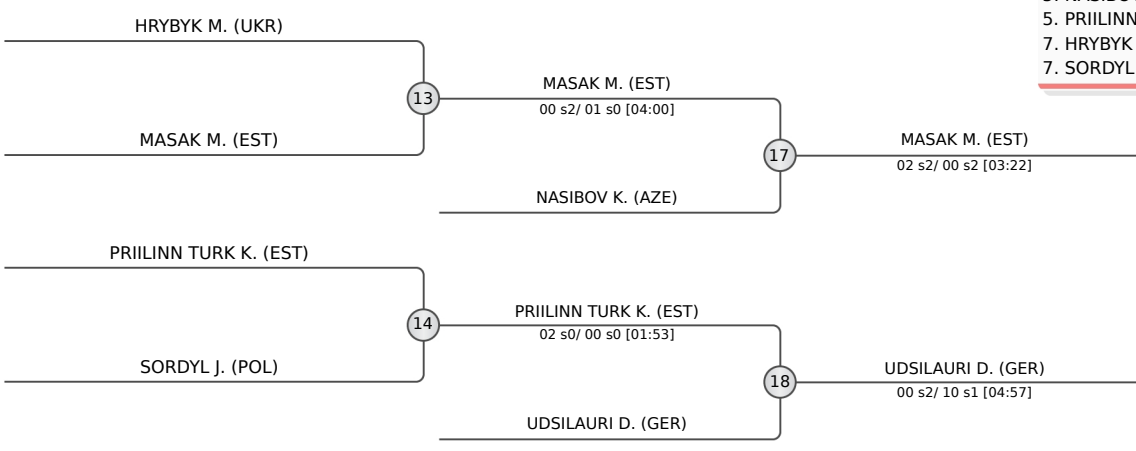 HRYBYK M. (UKR)
13
MASAK M. (EST)
MASAK M. (EST)
00 s2/ 01 s0 [04:00]
17
NASIBOV K. (AZE)
MASAK M. (EST)
02 s2/ 00 s2 [03:22]
PRIILINN TURK K. (EST)
14
SORDYL J. (POL)
PRIILINN TURK K. (EST)
02 s0/ 00 s0 [01:53]
18
UDSILAURI D. (GER)
UDSILAURI D. (GER)
00 s2/ 10 s1 [04:57]
5. PRIILINN
7. HRYBYK
7. SORDYL